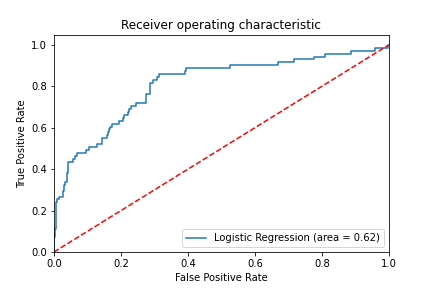 Receiver operating characteristic
True Positive Rate
1.0
0.8
0.6
0.4
0.2
0.0
Logistic Regression (area = 0.62)
0.0 0.2 0.4 0.6 0.8 1.0
False Positive Rate